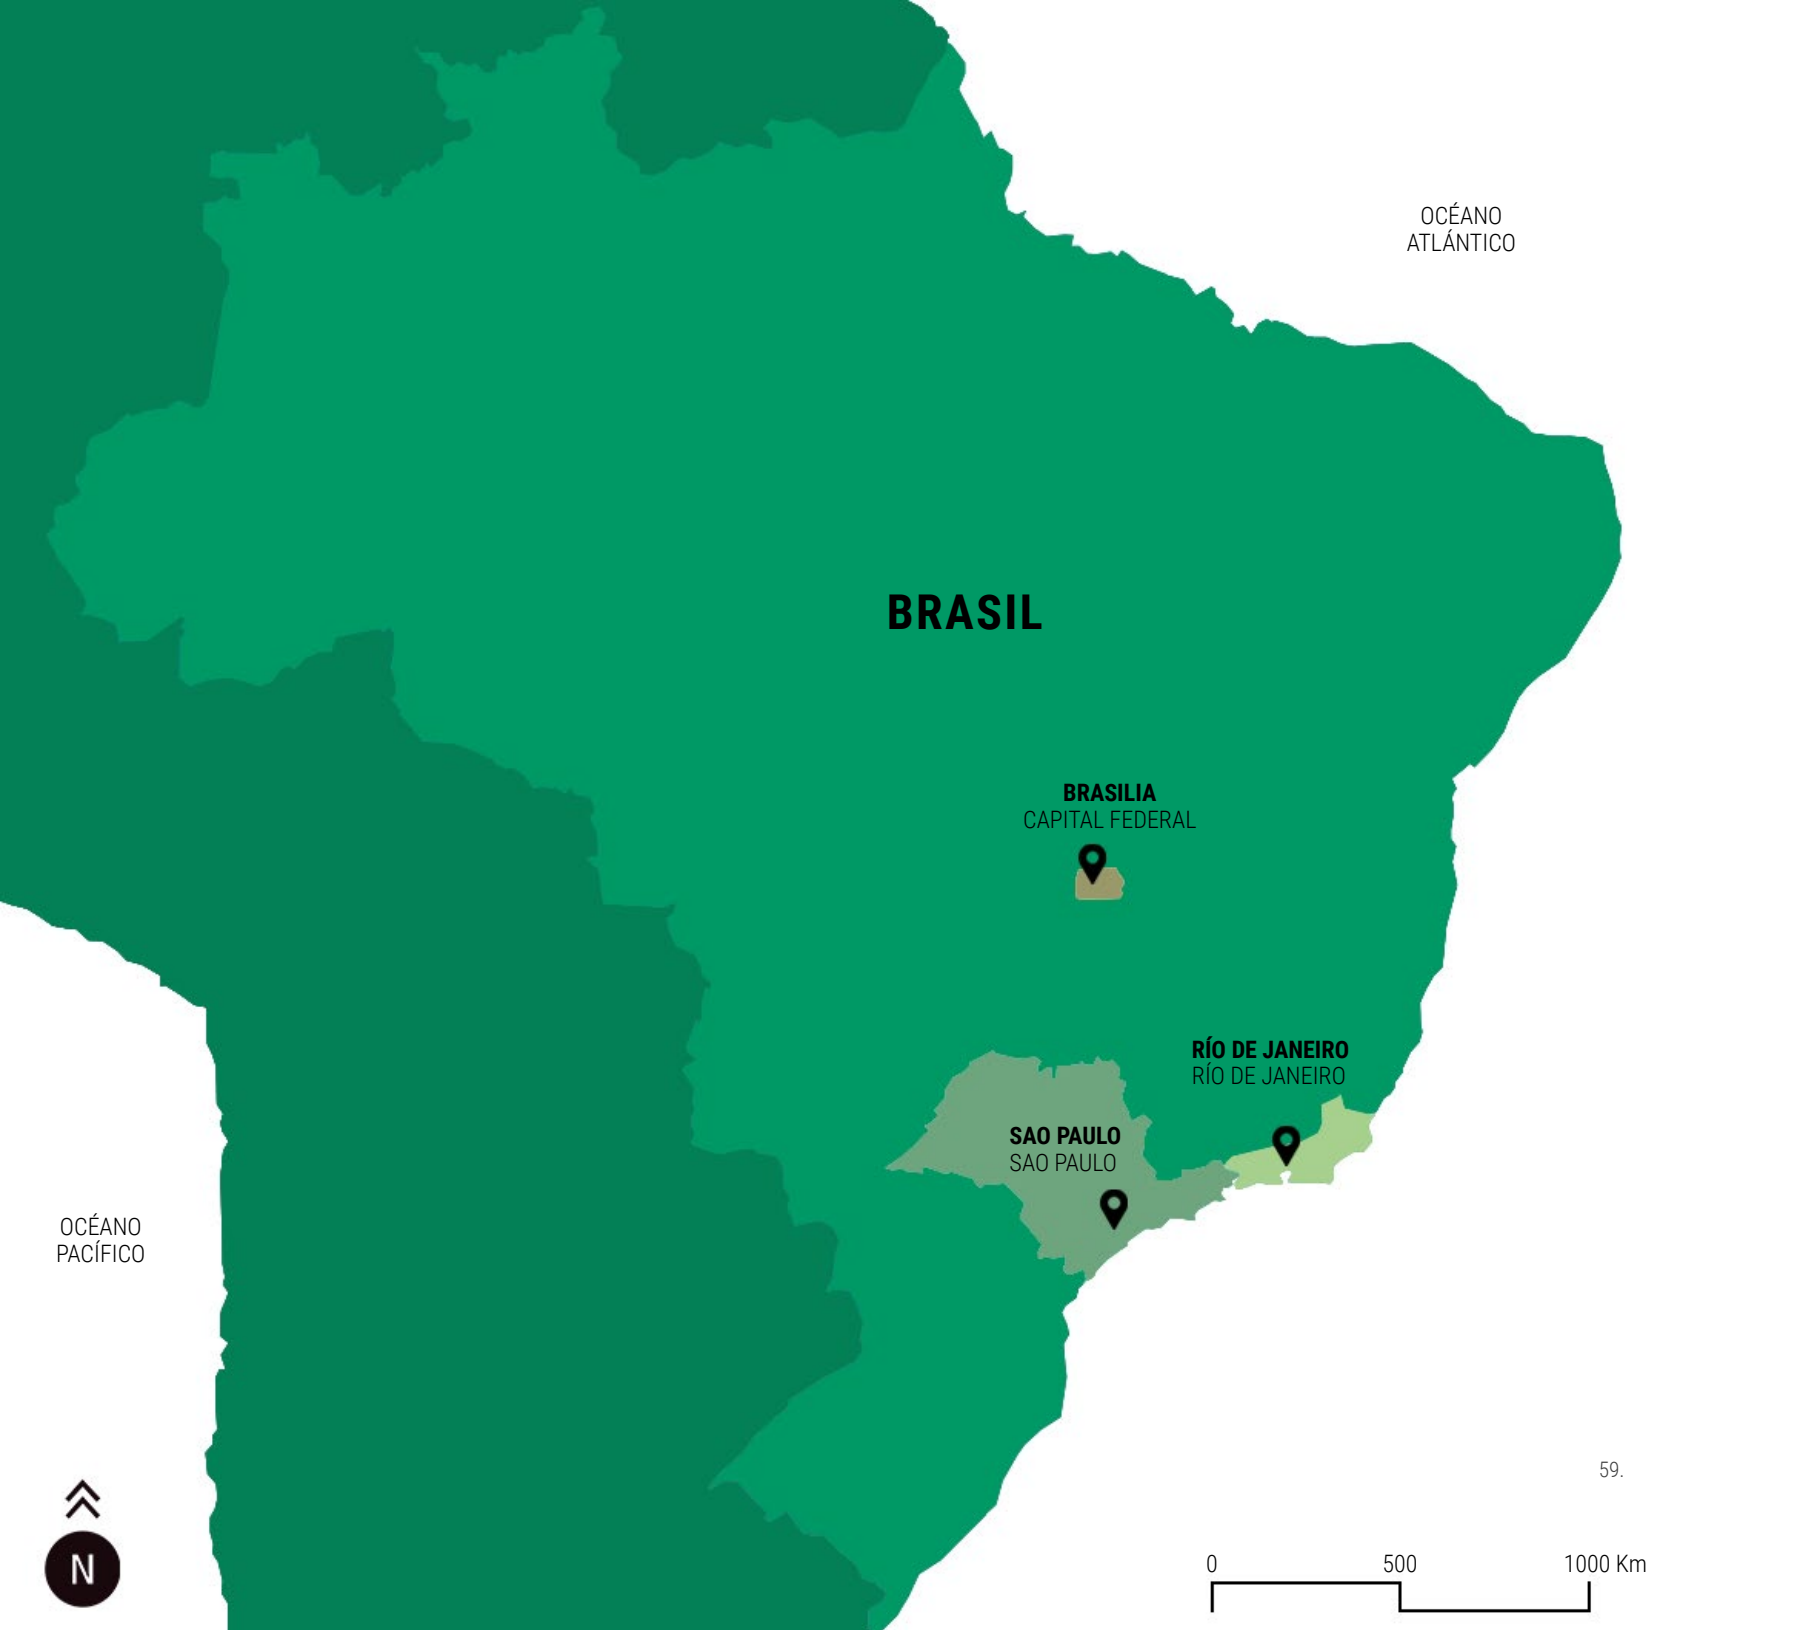 OCÉANO
ATLÁNTICO
BRASIL
BRASILIA
CAPITAL FEDERAL
RÍO DE JANEIRO
RÍO DE JANEIRO
SAO PAULO
SAO PAULO
OCÉANO
PACÍFICO
59.
N
0 500 1000 Km